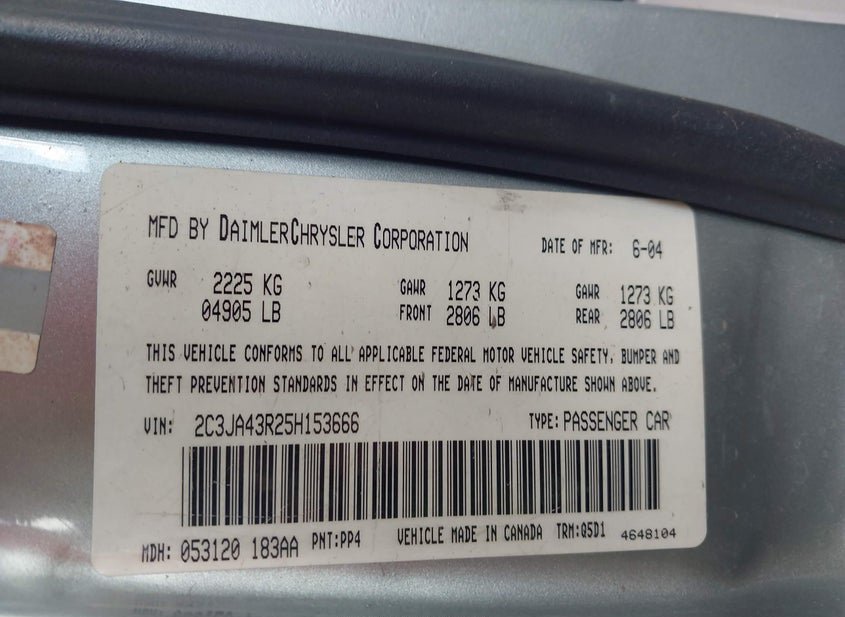 MFD BY DAIMLERCHRYSLER CORPORATION DATE OF MFR: 6-04
GVWR 2225 KG GAWR 1273 KG GAWR 1273 KG
04905 LB FRONT 2806 LB REAR 2806 LB
THIS VEHICLE CONFORMS TO ALL APPLICABLE FEDERAL MOTOR VEHICLE SAFETY, BUMPER AND
THEFT PREVENTION STANDARDS IN EFFECT ON THE DATE OF MANUFACTURE SHOWN ABOVE.
VIN: 2C3JA43R25H153666 TYPE: PASSENGER CAR
MDH: 053120 183AA PNT:PP4 VEHICLE MADE IN CANADA TRM:Q5D1 4648104